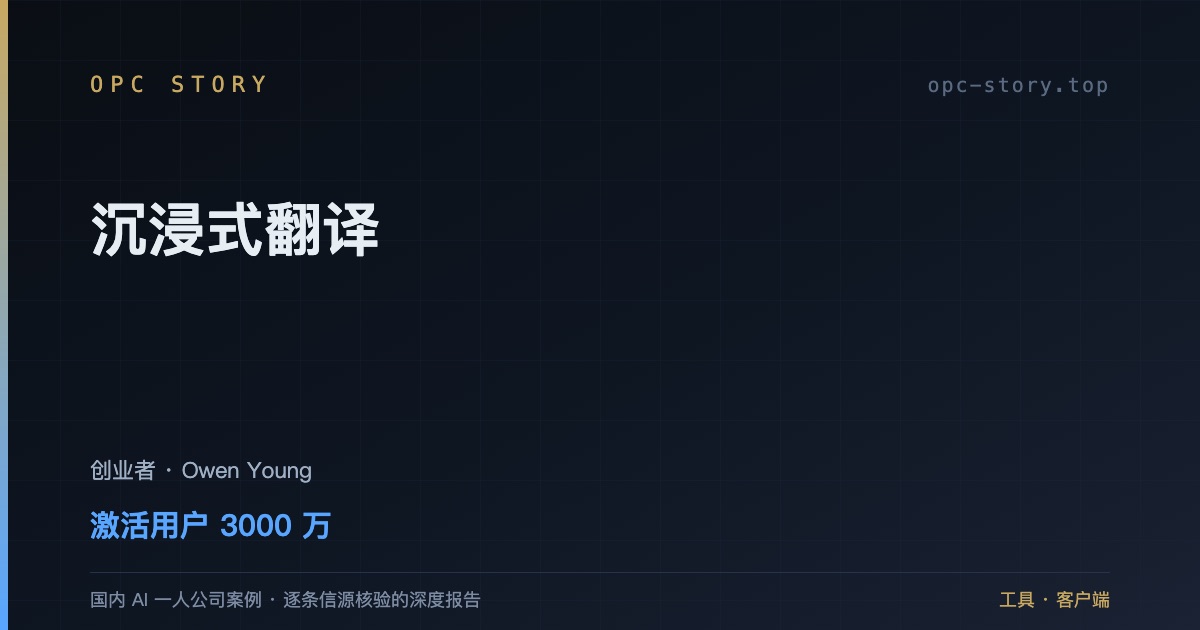 OPC STORY
opc-story.top
沉浸式翻译
创业者 · Owen Young
激活用户 3000 万
国内 AI 一人公司案例 · 逐条信源核验的深度报告
工具 · 客户端